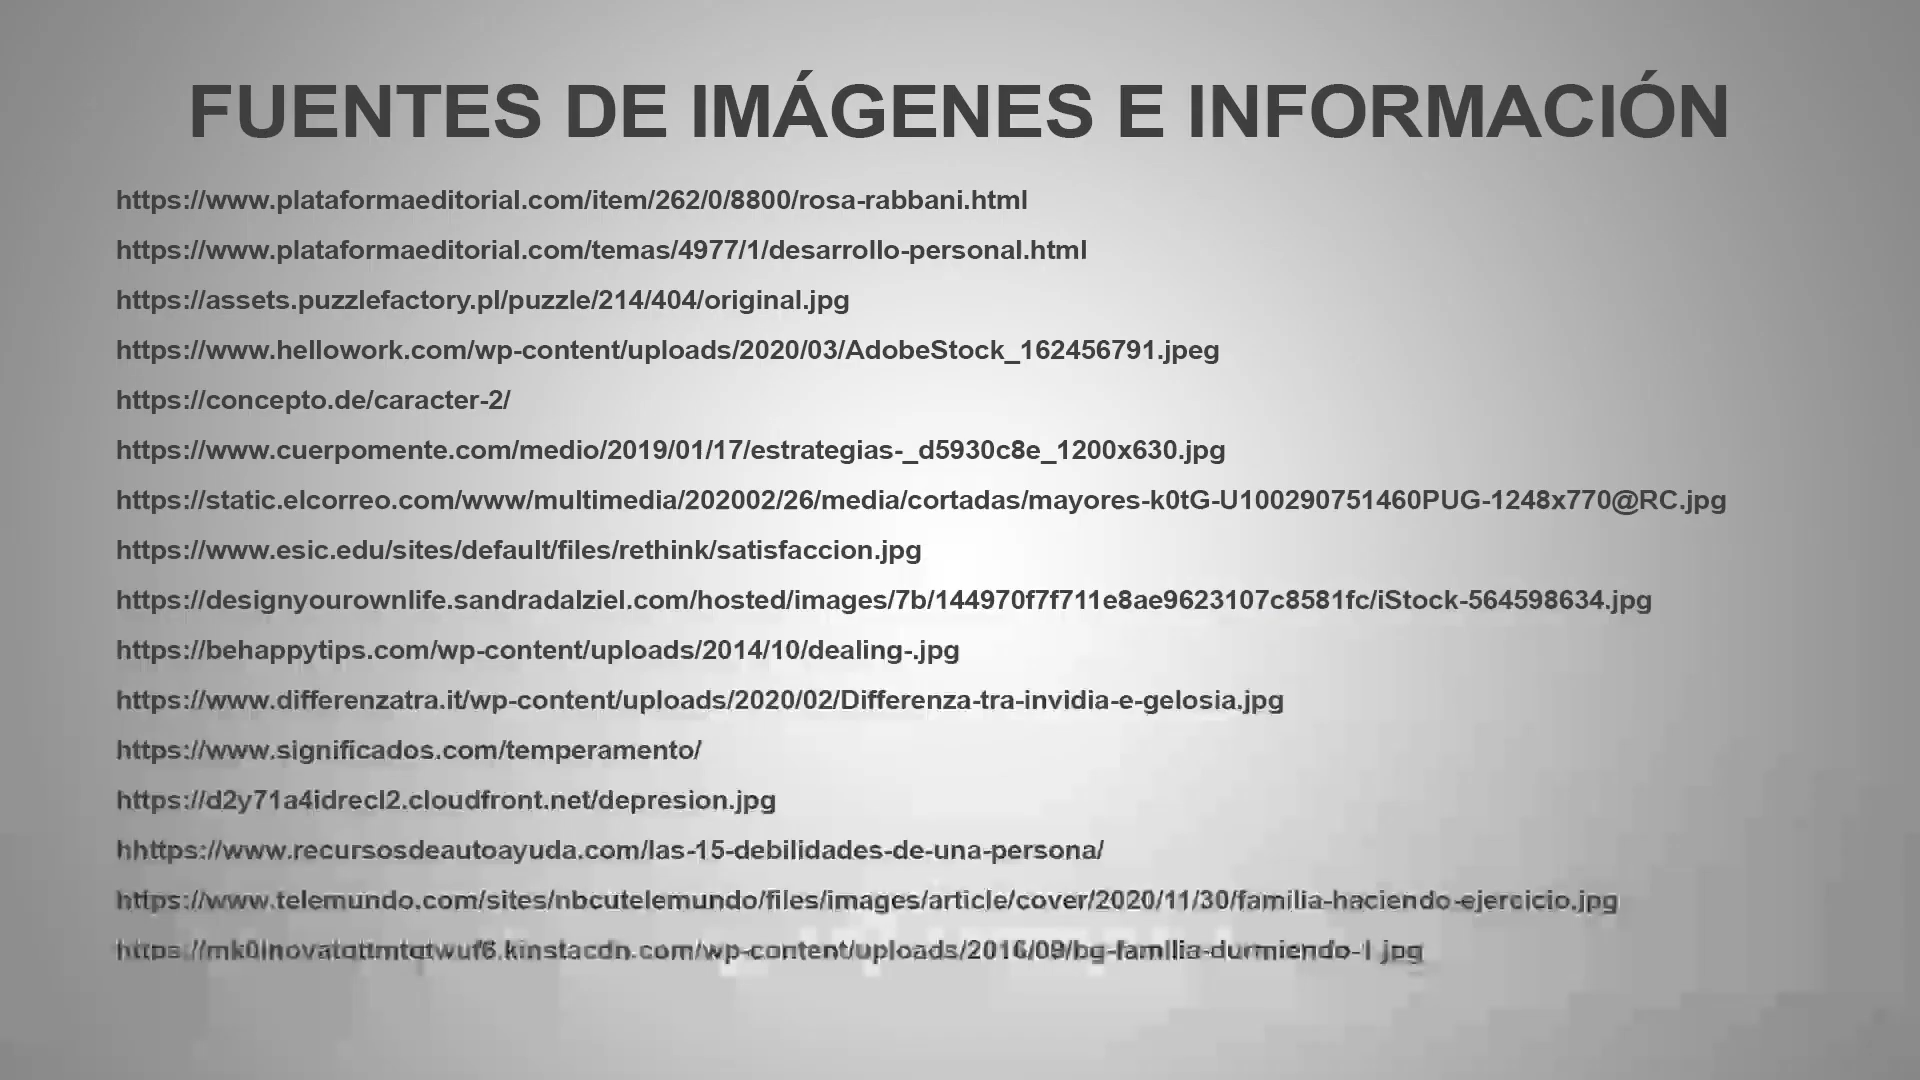 FUENTES DE IMÁGENES E INFORMACIÓN
https://www.plataformaeditorial.com/item/262/0/8800/rosa-rabbani.html
https://www.plataformaeditorial.com/temas/4977/1/desarrollo-personal.html
https://assets.puzzlefactory.pl/puzzle/214/404/original.jpg
https://www.hellowork.com/wp-content/uploads/2020/03/AdobeStock_162456791.jpeg
https://concepto.de/caracter-2/
https://www.cuerpomente.com/medio/2019/01/17/estrategias-_d5930c8e_1200x630.jpg
https://static.elcorreo.com/www/multimedia/202002/26/media/cortadas/mayores-k0tG-U100290751460PUG-1248x770@RC.jpg
https://www.esic.edu/sites/default/files/rethink/satisfaccion.jpg
https://designyourownlife.sandradalziel.com/hosted/images/7b/144970f7f711e8ae9623107c8581fc/iStock-564598634.jpg
https://behappytips.com/wp-content/uploads/2014/10/dealing-.jpg
https://www.differenzatra.it/wp-content/uploads/2020/02/Differenza-tra-invidia-e-gelosia.jpg
https://www.significados.com/temperamento/
https://d2y71a4idrecl2.cloudfront.net/depresion.jpg
hhttps://www.recursosdeautoayuda.com/las-15-debilidades-de-una-persona/
https://www.telemundo.com/sites/nbcutelemundo/files/images/article/cover/2020/11/30/familia-haciendo-ejercicio.jpg